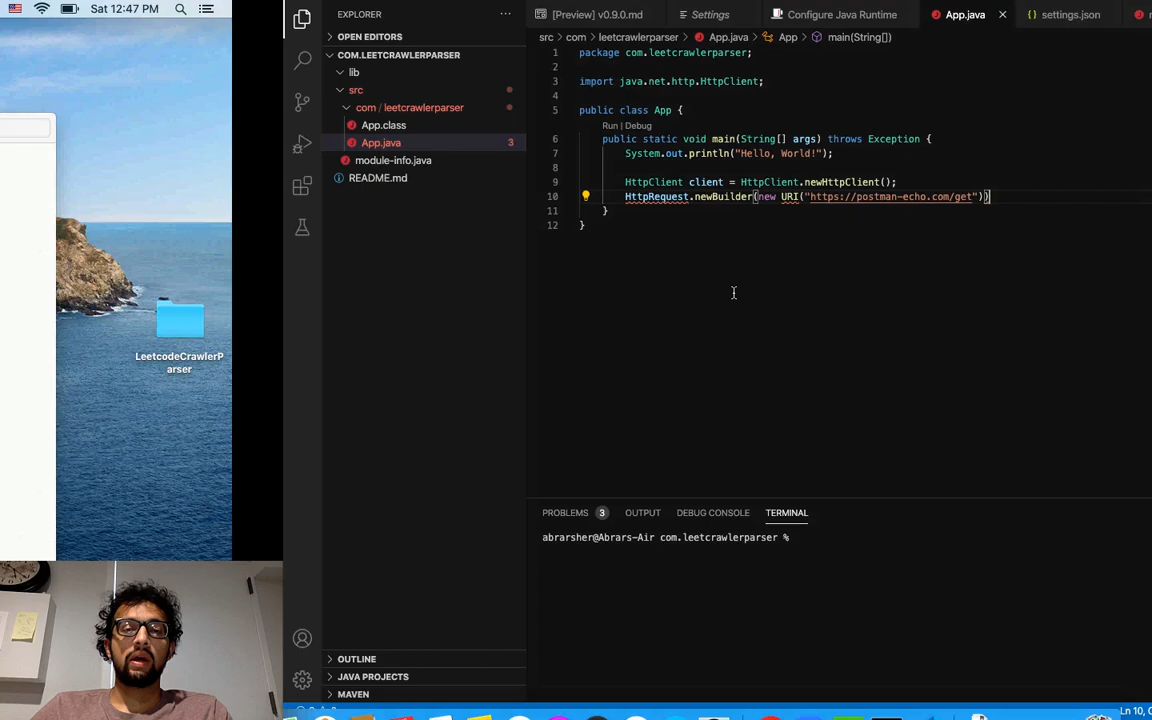 Sat 12:47 PM
LeetcodeCrawlerP
arser
EXPLORER
OPEN EDITORS
COM.LEETCRAWLERPARSER
lib
src
com / leetcrawlerparser
App.class
App.java 3
module-info.java
README.md
OUTLINE
JAVA PROJECTS
MAVEN
[Preview] v0.9.0.md
Settings
Configure Java Runtime
App.java
settings.json
src > com > leetcrawlerparser > App.java > App > main(String[])
1 package com.leetcrawlerparser;
2
3 import java.net.http.HttpClient;
4
5 public class App {
Run | Debug
6 public static void main(String[] args) throws Exception {
7 System.out.println("Hello, World!");
8
9 HttpClient client = HttpClient.newHttpClient();
10 HttpRequest.newBuilder(new URI("https://postman-echo.com/get"))
11 }
12 }
PROBLEMS 3 OUTPUT DEBUG CONSOLE TERMINAL
abrarsher@Abrars-Air com.leetcrawlerparser %